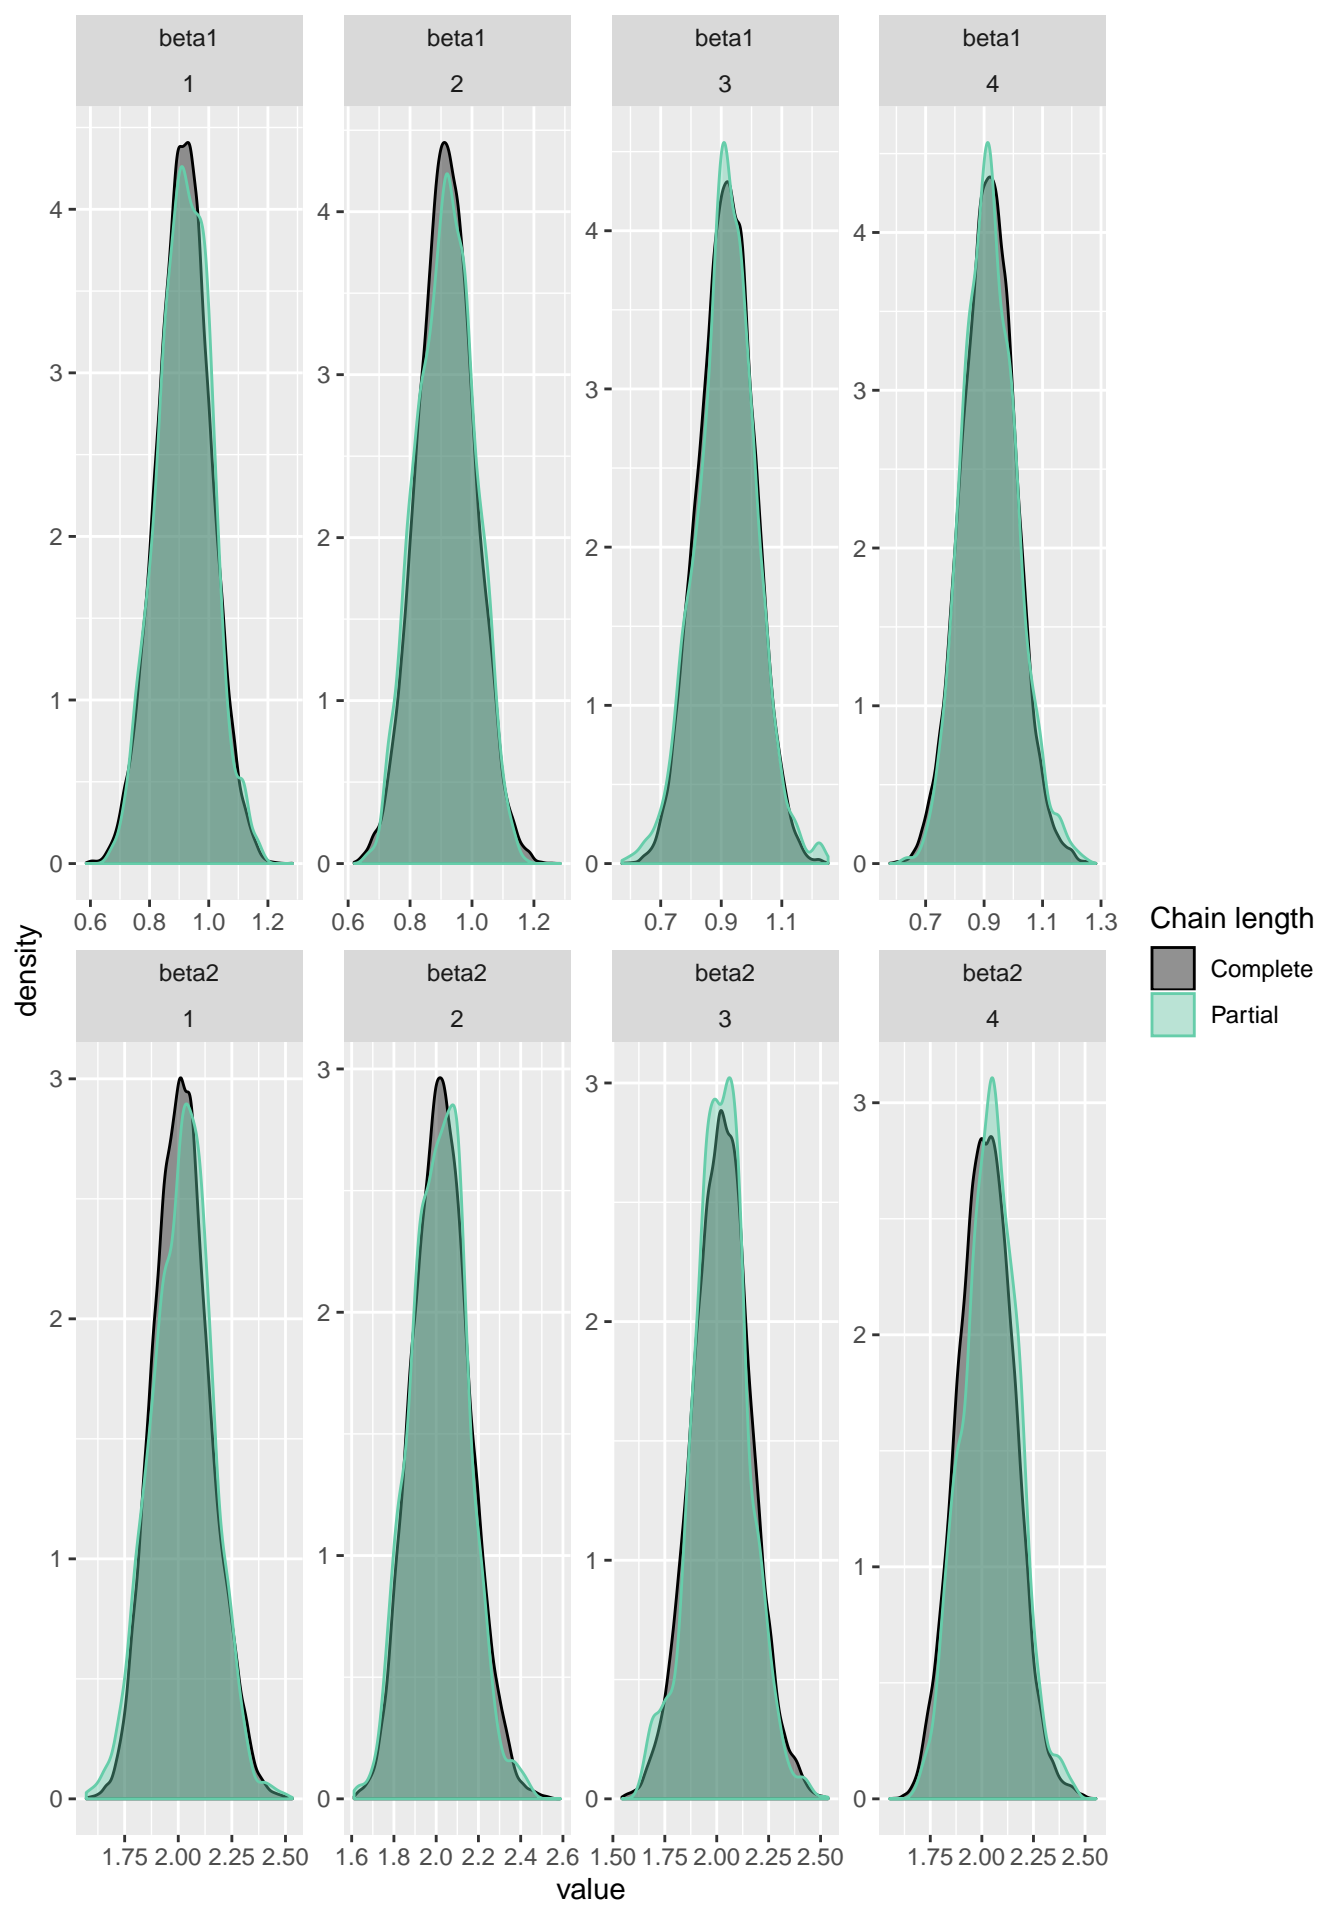 beta1 beta1 beta1 beta1
1 2 3 4
4 4 4 4
3 3 3 3
2 2 2 2
1 1 1 1
0 0 0 0
0.6 0.8 1.0 1.2 0.6 0.8 1.0 1.2 0.7 0.9 1.1 0.7 0.9 1.1 1.3
beta2 beta2 beta2 beta2
1 2 3 4
3 3 3 3
2 2 2 2
1 1 1 1
0 0 0 0
1.75 2.00 2.25 2.50 1.6 1.8 2.0 2.2 2.4 2.6 1.50 1.75 2.00 2.25 2.50 1.75 2.00 2.25 2.50
value
density
Chain length
Complete
Partial